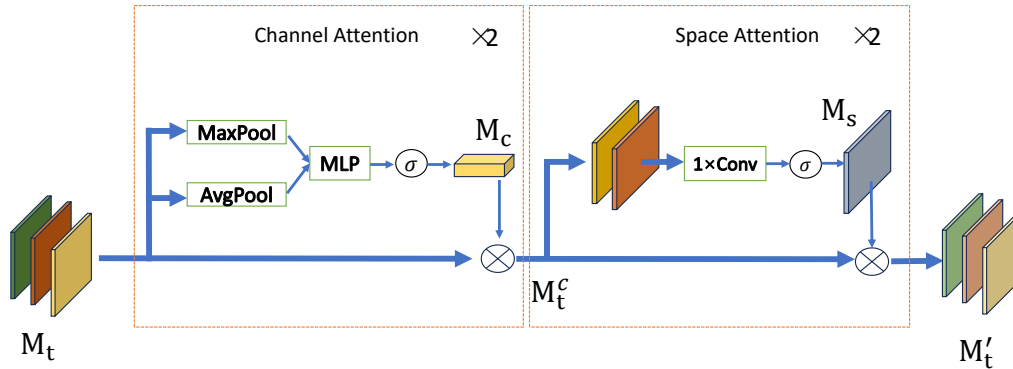 Channel Attention ×2
Space Attention ×2
MaxPool
AvgPool
MLP
σ
M_c
M_t
M_t^c
1×Conv
σ
M_s
M_t′